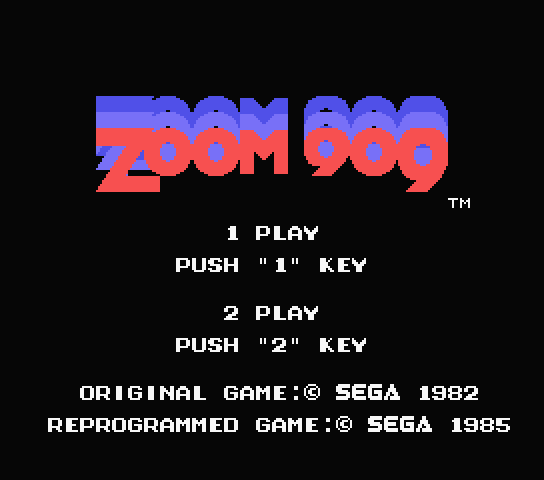 ZOOM 909
TM
1 PLAY
PUSH "1" KEY
2 PLAY
PUSH "2" KEY
ORIGINAL GAME:© SEGA 1982
REPROGRAMMED GAME:© SEGA 1985